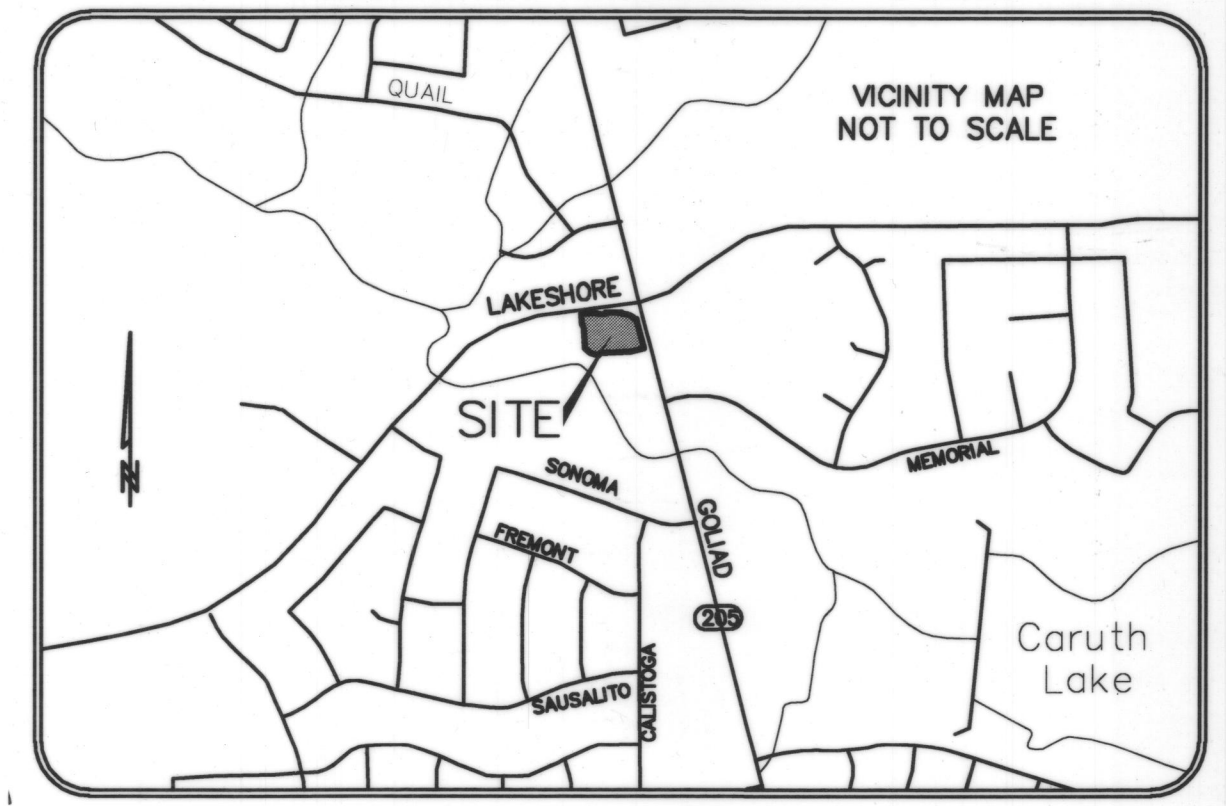 QUAIL
VICINITY MAP
NOT TO SCALE
LAKESHORE
SITE
N
MEMORIAL
SONOMA
GOLIAD
FREMONT
205
Caruth
Lake
SAUSALITO
CALISTOGA